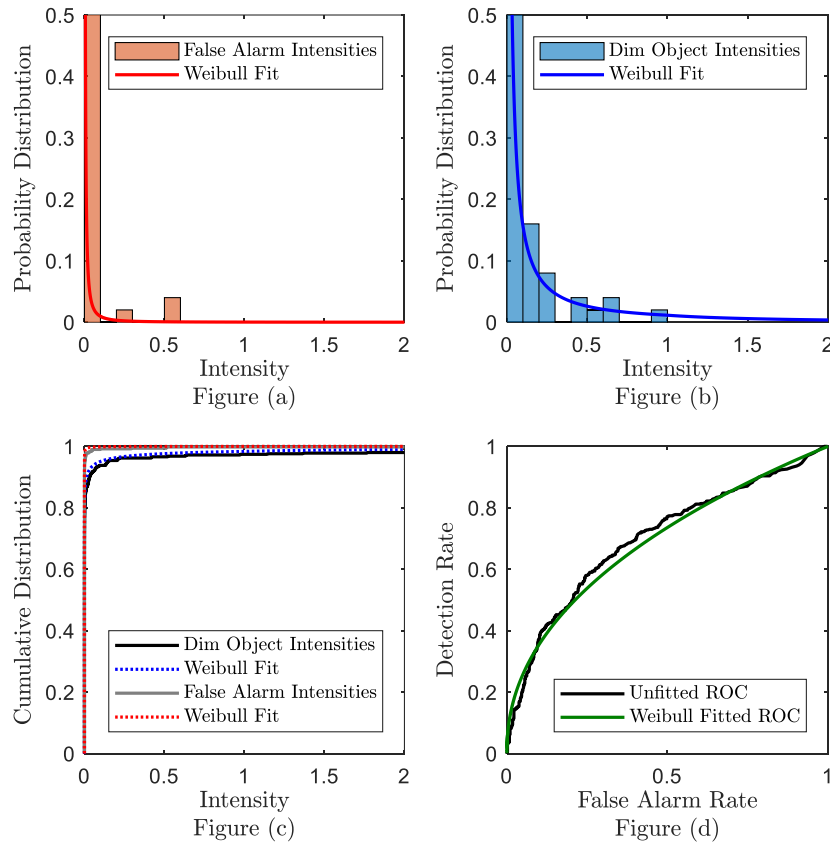 0.5
0.4
0.3
0.2
0.1
0
Probability Distribution
False Alarm Intensities
Weibull Fit
0 0.5 1 1.5 2
Intensity
Figure (a)
0.5
0.4
0.3
0.2
0.1
0
Probability Distribution
Dim Object Intensities
Weibull Fit
0 0.5 1 1.5 2
Intensity
Figure (b)
1
0.8
0.6
0.4
0.2
0
Cumulative Distribution
Dim Object Intensities
Weibull Fit
False Alarm Intensities
Weibull Fit
0 0.5 1 1.5 2
Intensity
Figure (c)
1
0.8
0.6
0.4
0.2
0
Detection Rate
Unfitted ROC
Weibull Fitted ROC
0 0.5 1
False Alarm Rate
Figure (d)